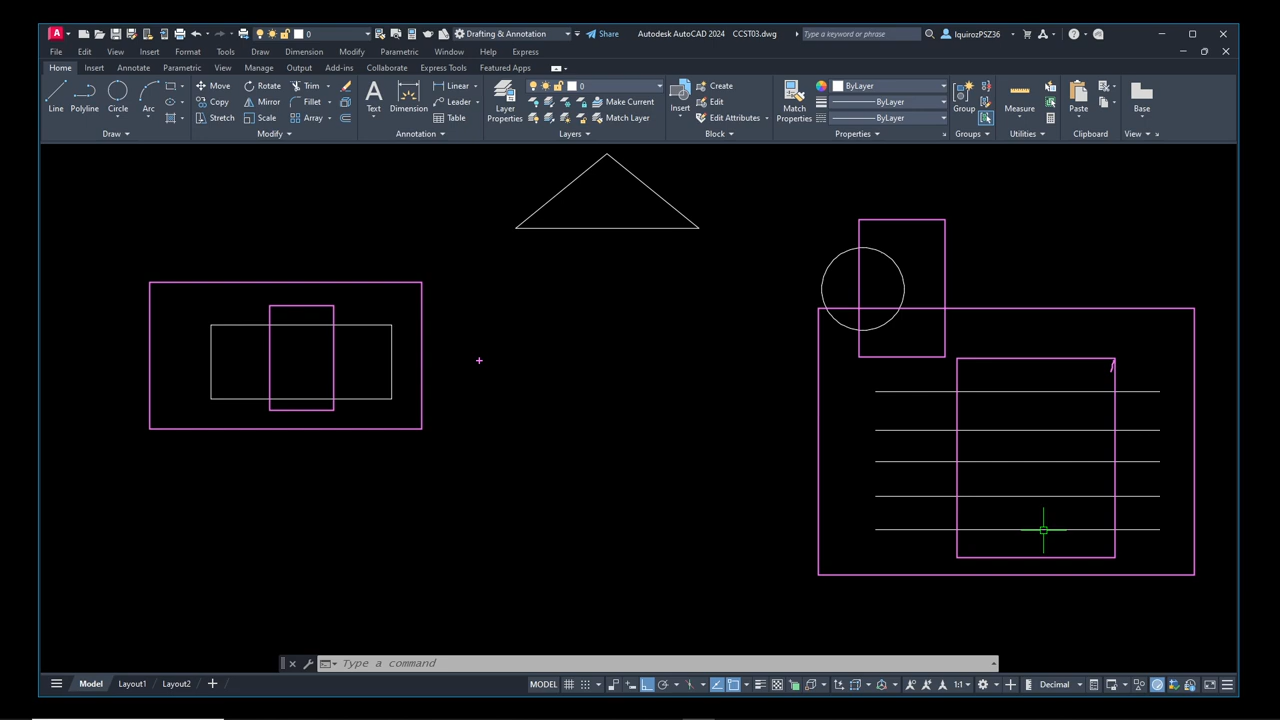 A Drafting & Annotation Share Autodesk AutoCAD 2024 CCST03.dwg Type a keyword or phrase IquirozPSZ36
0
File Edit View Insert Format Tools Draw Dimension Modify Parametric Window Help Express
Home Insert Annotate Parametric View Manage Output Add-ins Collaborate Express Tools Featured Apps
Line Polyline Circle Arc
Move Rotate Trim
Copy Mirror Fillet
Stretch Scale Array
Text Dimension
Linear
Leader
Table
Layer Properties
0
Make Current
Match Layer
Insert
Create
Edit
Edit Attributes
Match Properties
ByLayer
ByLayer
ByLayer
Group
Measure
Paste
Base
Draw Modify Annotation Layers Block Properties Groups Utilities Clipboard View
Type a command
Model Layout1 Layout2 MODEL 1:1 Decimal